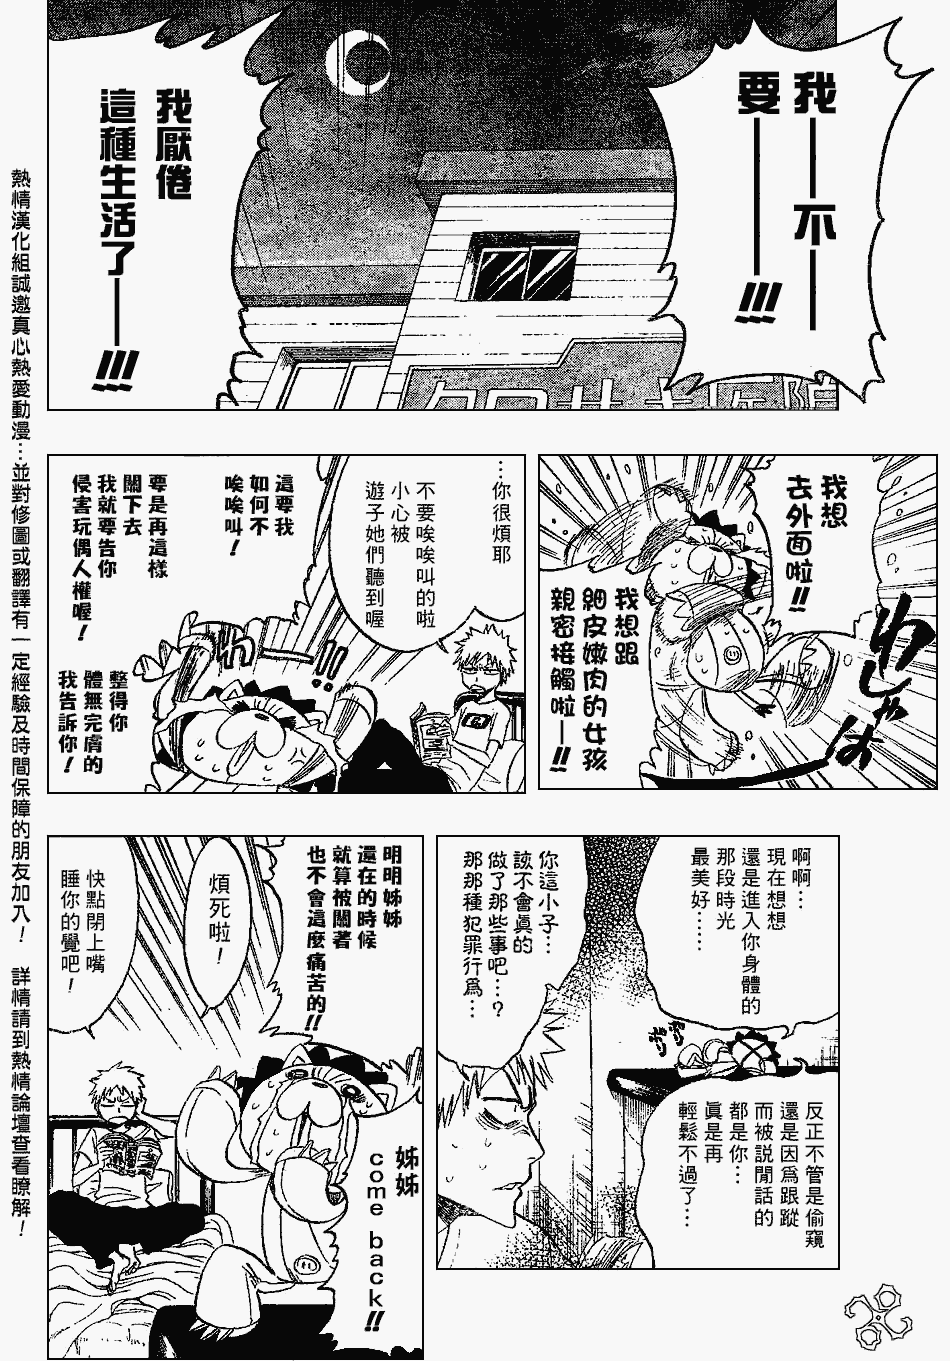 我——不——
要————!!!
我厭倦
這種生活了——!!!
我想
去外面啦!!
我想跟
細皮嫩肉的女孩
親密接觸啦—!!
わしゃは
…你很煩耶
不要唉唉叫的啦
小心被
遊子她們聽到喔
這要我
如何不
唉唉叫！
要是再這樣
關下去
我就要告你
侵害玩偶人權喔！
整得你
體無完膚的
我告訴你！
啊啊…
現在想想
還是進入你身體的
那段時光
最美好……
反正不管是偷窺
還是因爲跟蹤
而被説閒話的
都是你…
眞是再
輕鬆不過了…
你這小子…
該不會眞的
做了那些事吧…?
那種犯罪行爲…
明明姊姊
還在的時候
就算被關著
也不會這麼痛苦的!!
姊姊
come back!!
煩死啦！
快點閉上嘴
睡你的覺吧！
熱情漢化組誠邀真心熱愛動漫…並對修圖或翻譯有一定經驗及時間保障的朋友加入！ 詳情請到熱情論壇查看瞭解！